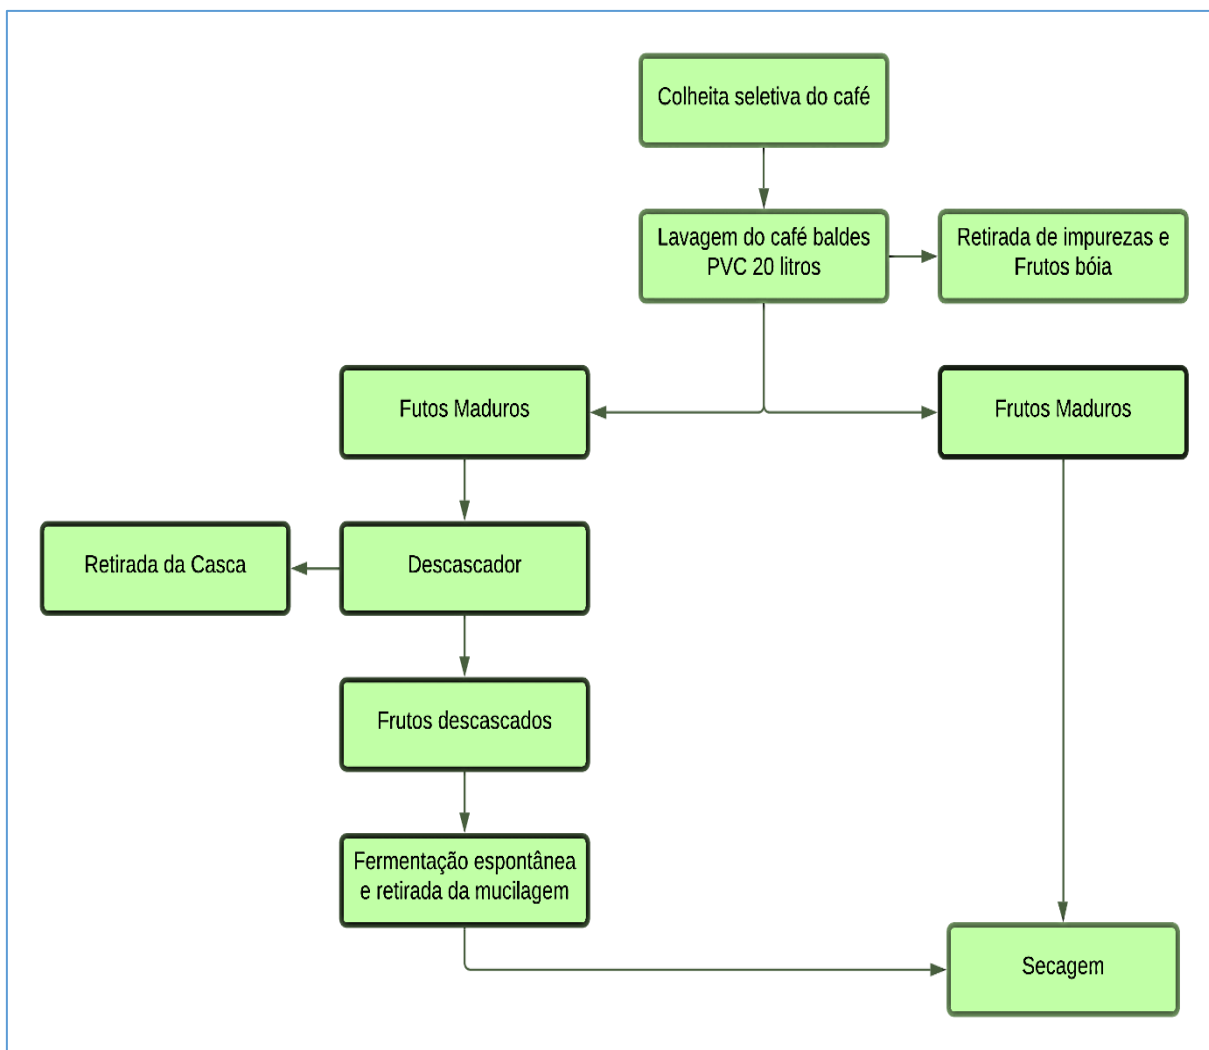 Colheita seletiva do café
Lavagem do café baldes
PVC 20 litros
Retirada de impurezas e
Frutos bóia
Futos Maduros
Frutos Maduros
Retirada da Casca
Descascador
Frutos descascados
Fermentação espontânea
e retirada da mucilagem
Secagem